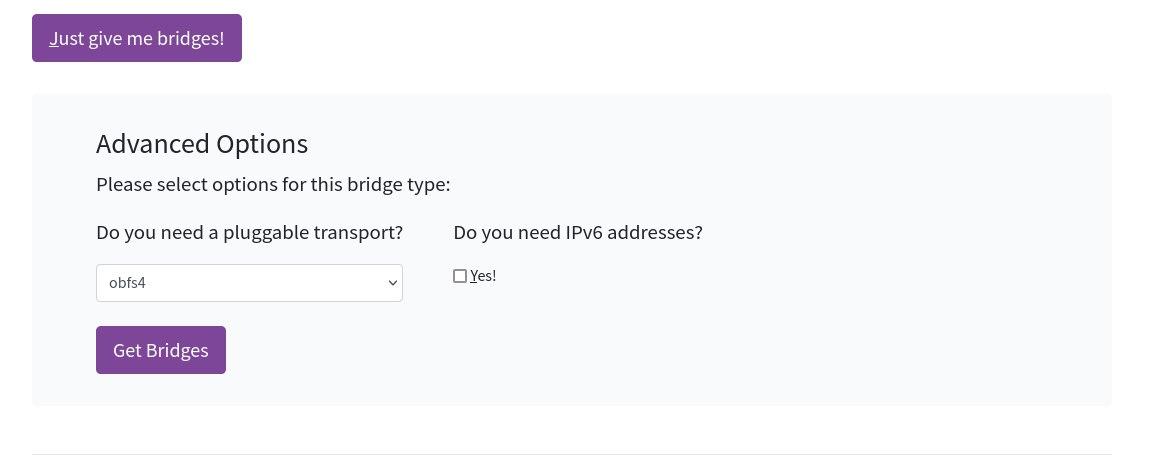 Just give me bridges!
Advanced Options
Please select options for this bridge type:
Do you need a pluggable transport?
Do you need IPv6 addresses?
obfs4
Yes!
Get Bridges